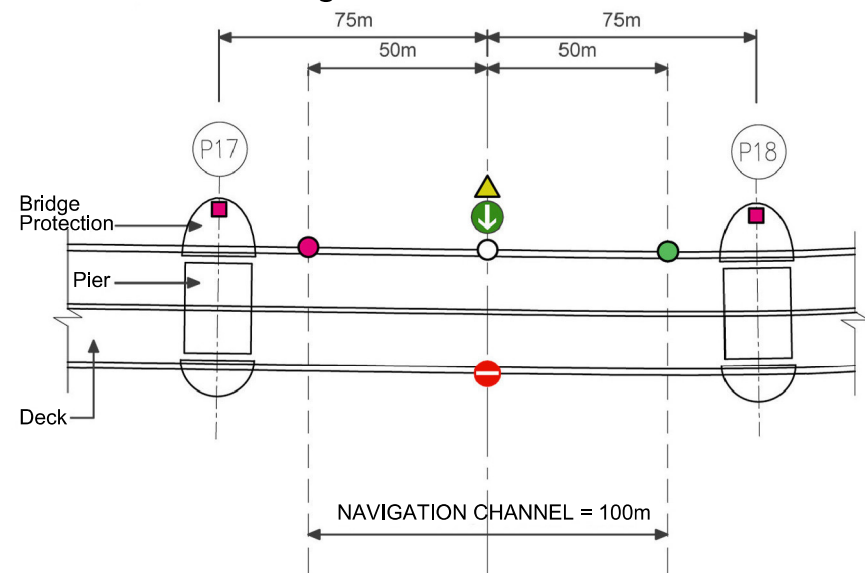 75m
75m
50m
50m
P17
P18
Bridge
Protection
Pier
Deck
NAVIGATION CHANNEL = 100m